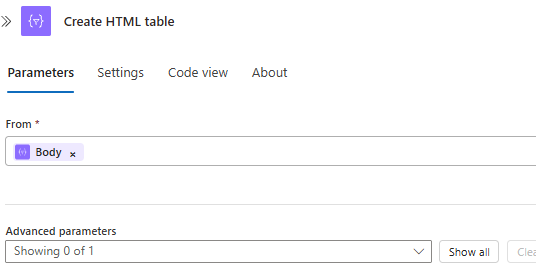 Create HTML table
Parameters Settings Code view About
From *
Body ×
Advanced parameters
Showing 0 of 1 Show all Clea